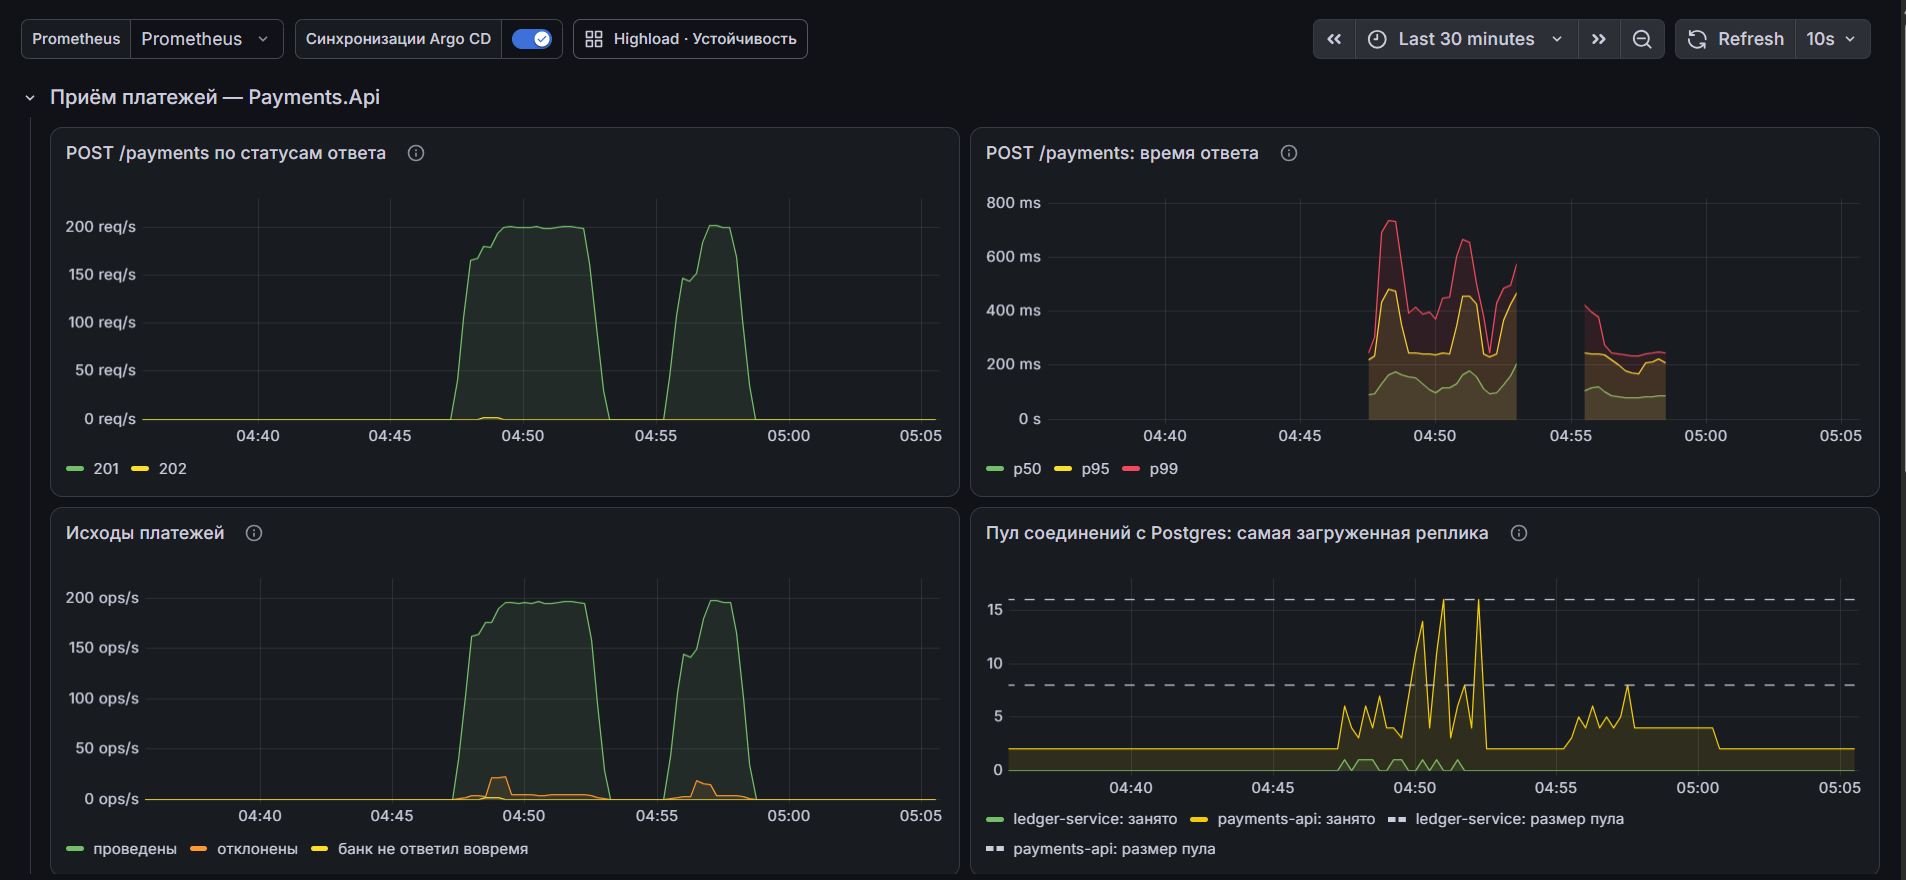 Prometheus Prometheus Синхронизации Argo CD Highload · Устойчивость Last 30 minutes Refresh 10s
Приём платежей — Payments.Api
POST /payments по статусам ответа
200 req/s
150 req/s
100 req/s
50 req/s
0 req/s
04:40 04:45 04:50 04:55 05:00 05:05
201 202
POST /payments: время ответа
800 ms
600 ms
400 ms
200 ms
0 s
04:40 04:45 04:50 04:55 05:00 05:05
p50 p95 p99
Исходы платежей
200 ops/s
150 ops/s
100 ops/s
50 ops/s
0 ops/s
04:40 04:45 04:50 04:55 05:00 05:05
проведены отклонены банк не ответил вовремя
Пул соединений с Postgres: самая загруженная реплика
15
10
5
0
04:40 04:45 04:50 04:55 05:00 05:05
ledger-service: занято payments-api: занято ledger-service: размер пула
payments-api: размер пула